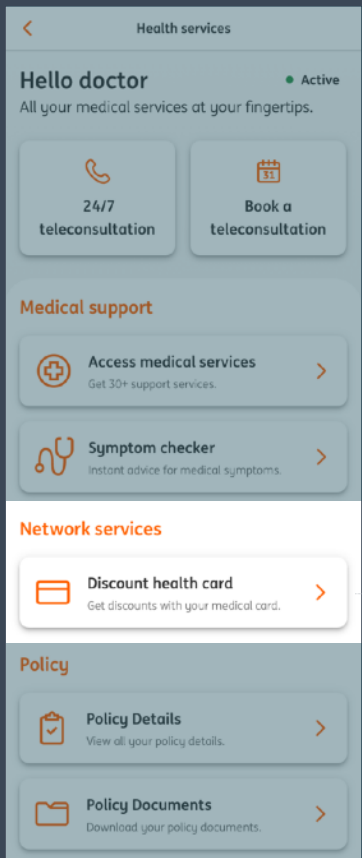 Health services
Hello doctor
Active
All your medical services at your fingertips.
24/7
teleconsultation
31
Book a
teleconsultation
Medical support
Access medical services
Get 30+ support services.
Symptom checker
Instant advice for medical symptoms.
Network services
Discount health card
Get discounts with your medical card.
Policy
Policy Details
View all your policy details.
Policy Documents
Download your policy documents.